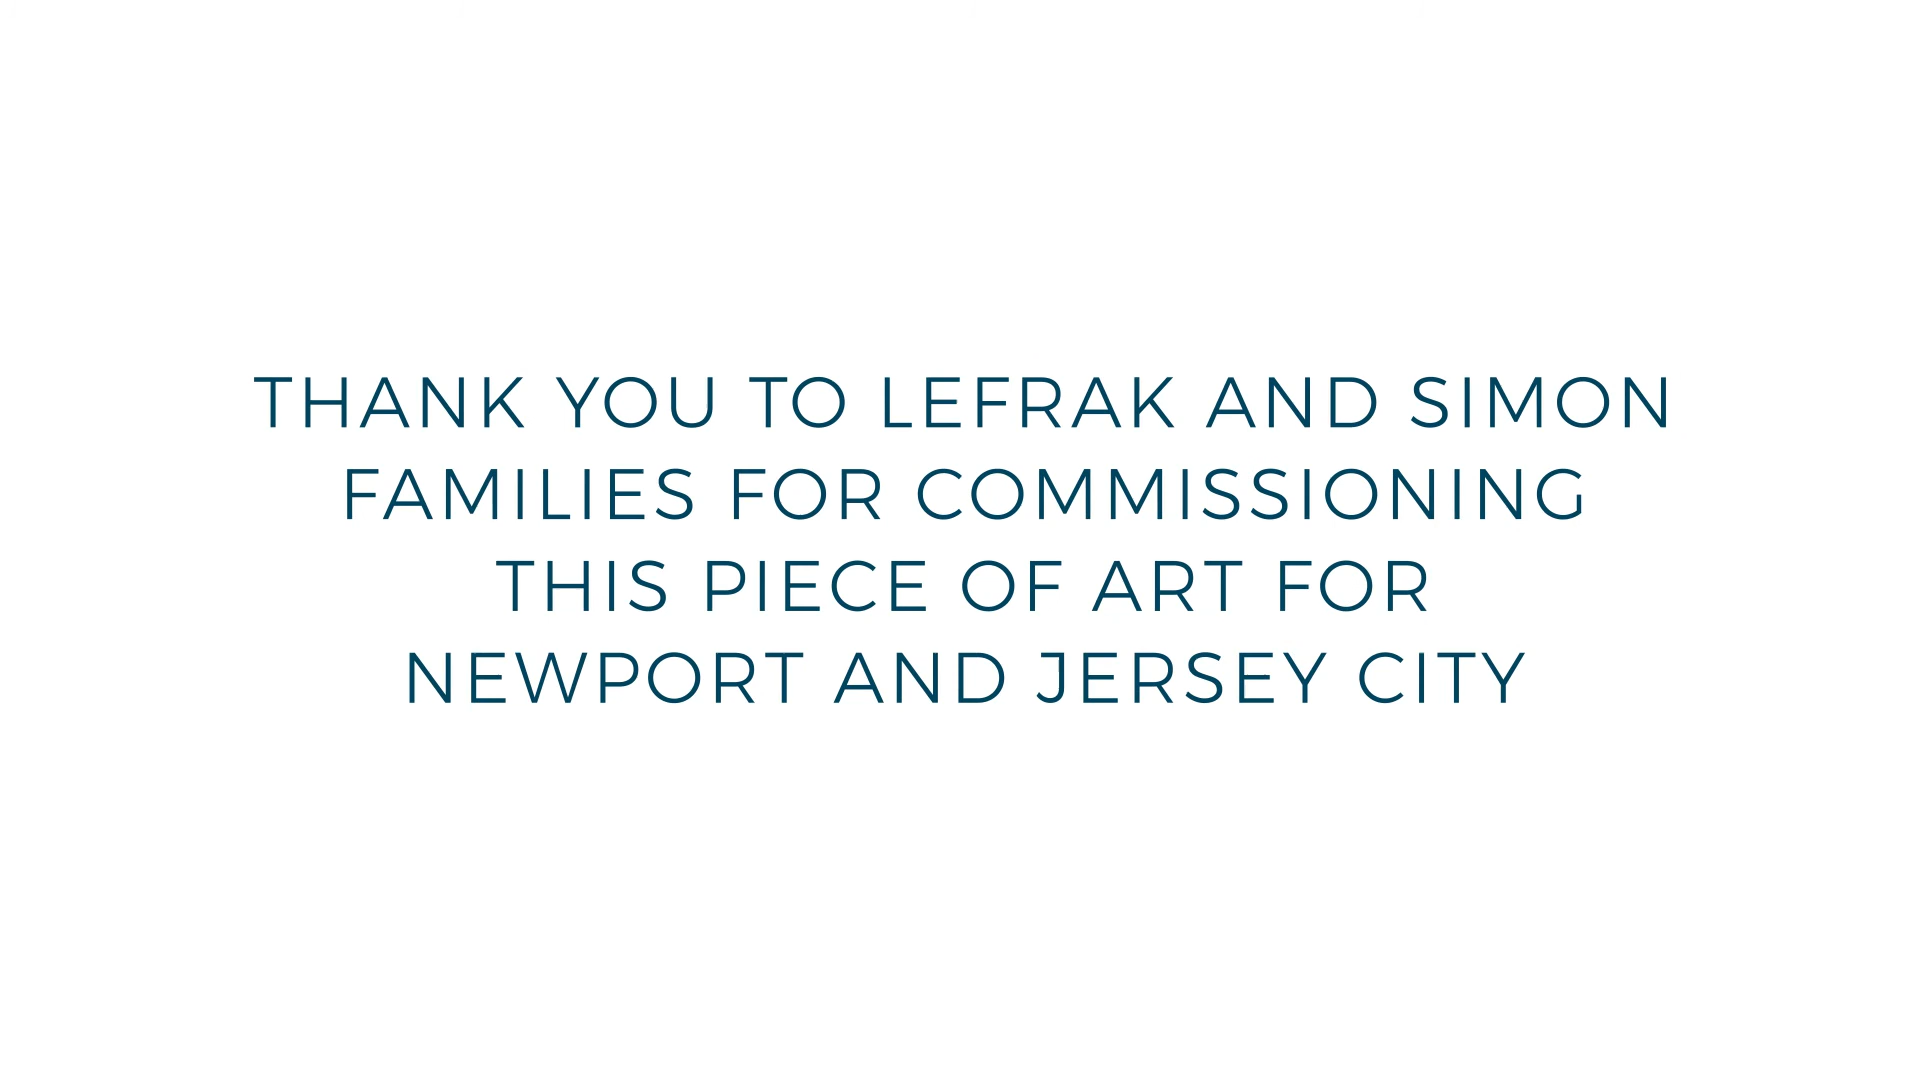 THANK YOU TO LEFRAK AND SIMON
FAMILIES FOR COMMISSIONING
THIS PIECE OF ART FOR
NEWPORT AND JERSEY CITY